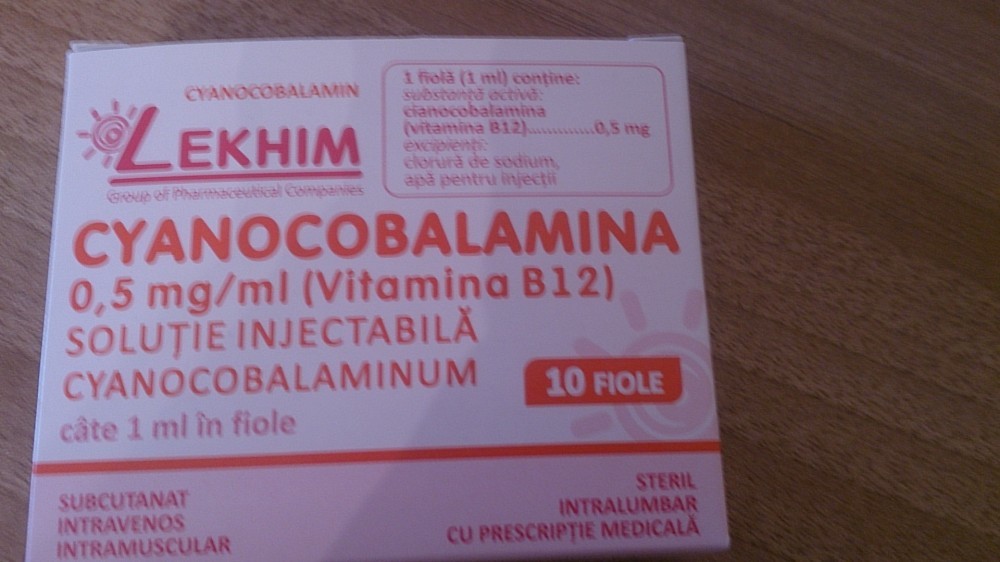 CYANOCOBALAMIN
LEKHIM
Group of Pharmaceutical Companies
1 fiolă (1 ml) conține:
substanță activă:
cianocobalamina
(vitamina B12).............0,5 mg
excipienți:
clorură de sodium,
apă pentru injecții
CYANOCOBALAMINA
0,5 mg/ml (Vitamina B12)
SOLUȚIE INJECTABILĂ
CYANOCOBALAMINUM
câte 1 ml în fiole
10 FIOLE
SUBCUTANAT
INTRAVENOS
INTRAMUSCULAR
STERIL
INTRALUMBAR
CU PRESCRIPȚIE MEDICALĂ